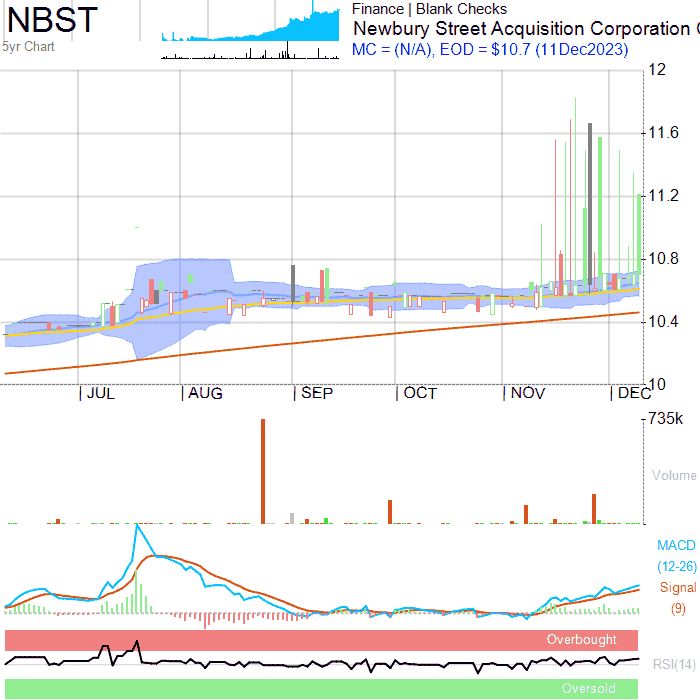 NBST
5yr Chart
Finance | Blank Checks
Newbury Street Acquisition Corporation
MC = (N/A), EOD = $10.7 (11Dec2023)
12
11.6
11.2
10.8
10.4
10
JUL AUG SEP OCT NOV DEC
735k
Volume
MACD
(12-26)
Signal
(9)
Overbought
RSI(14)
Oversold